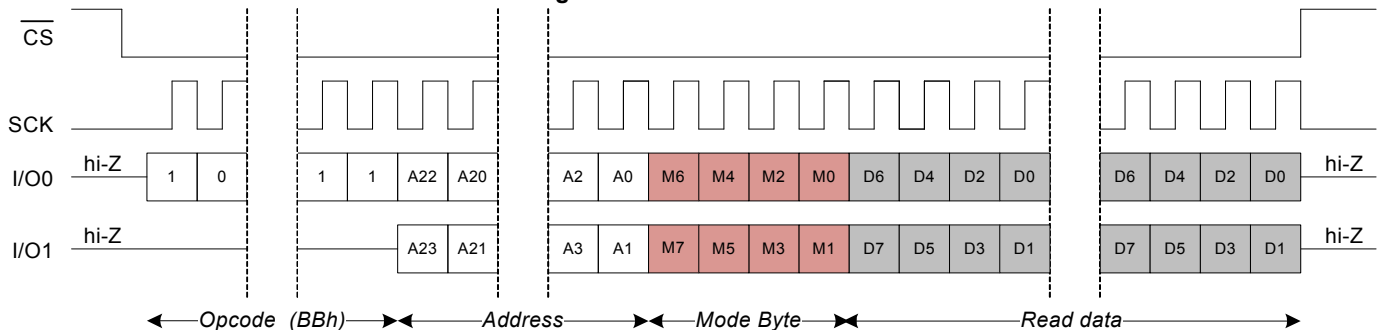 g
CS
SCK
I/O0 hi-Z 1 0 1 1 A22 A20 A2 A0 M6 M4 M2 M0 D6 D4 D2 D0 D6 D4 D2 D0 hi-Z
I/O1 hi-Z A23 A21 A3 A1 M7 M5 M3 M1 D7 D5 D3 D1 D7 D5 D3 D1 hi-Z
Opcode (BBh) Address Mode Byte Read data